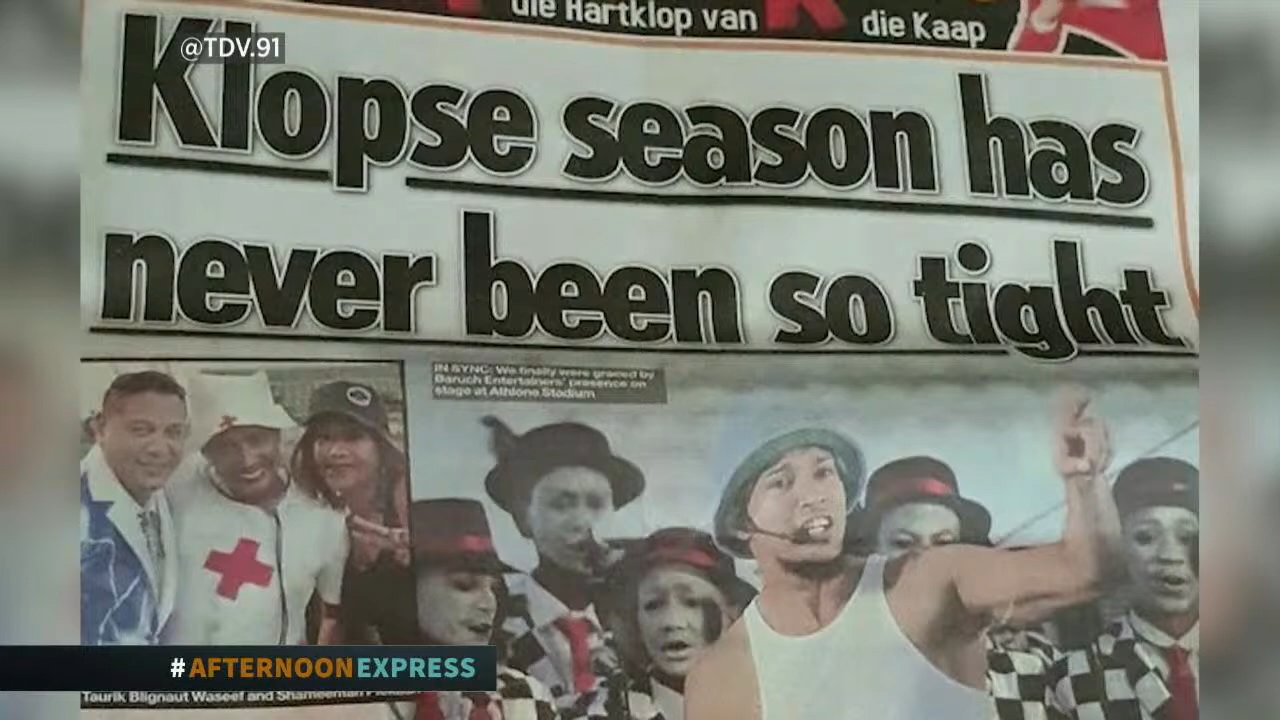 die Hartklop van die Kaap
@TDV.91
Klopse season has
never been so tight
IN SYNC: We finally were graced by
Baruch Entertainers' presence on
stage at Athlone Stadium
#AFTERNOONEXPRESS
Taurik Blignaut Waseef and Shameemah